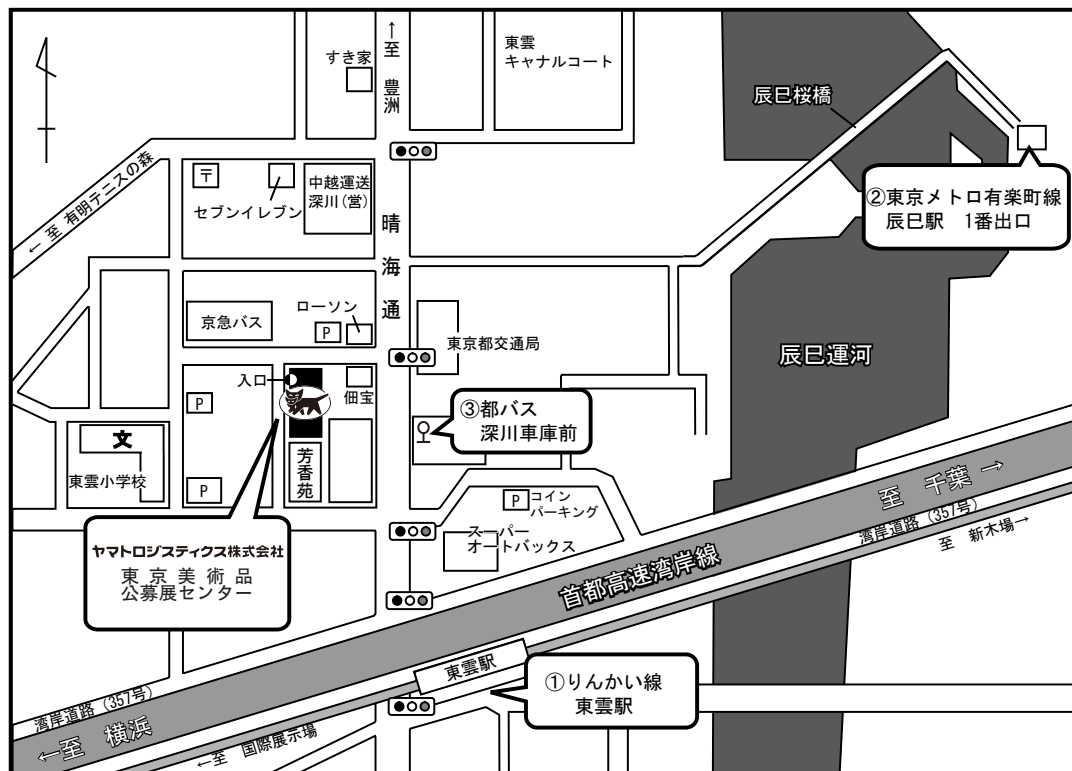 ←至 豊洲
東雲
キャナルコート
すき家
辰巳桜橋
← 至 有明テニスの森
〒
セブンイレブン
中越運送
深川(営)
②東京メトロ有楽町線
辰巳駅 1番出口
晴海通
京急バス
ローソン
P
東京都交通局
辰巳運河
入口
佃宝
P
③都バス
深川車庫前
文
東雲小学校
芳香苑
P
P
コイン
パーキング
スーパー
オートバックス
ヤマトロジスティクス株式会社
東京美術品
公募展センター
至 千葉 →
湾岸道路(357号)
至 新木場→
首都高速湾岸線
東雲駅
①りんかい線
東雲駅
湾岸道路(357号)
←至 横浜
←至 国際展示場